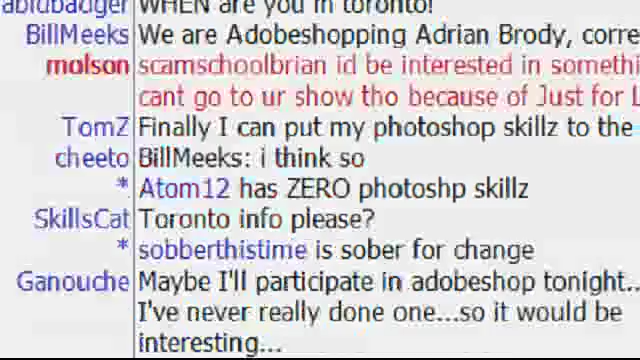 abidbadger WHEN are you in toronto!
BillMeeks We are Adobeshopping Adrian Brody, corre
molson scamschoolbrian id be interested in somethi
cant go to ur show tho because of Just for L
TomZ Finally I can put my photoshop skillz to the
cheeto BillMeeks: i think so
* Atom12 has ZERO photoshp skillz
SkillsCat Toronto info please?
* sobberthistime is sober for change
Ganouche Maybe I'll participate in adobeshop tonight..
I've never really done one...so it would be
interesting...